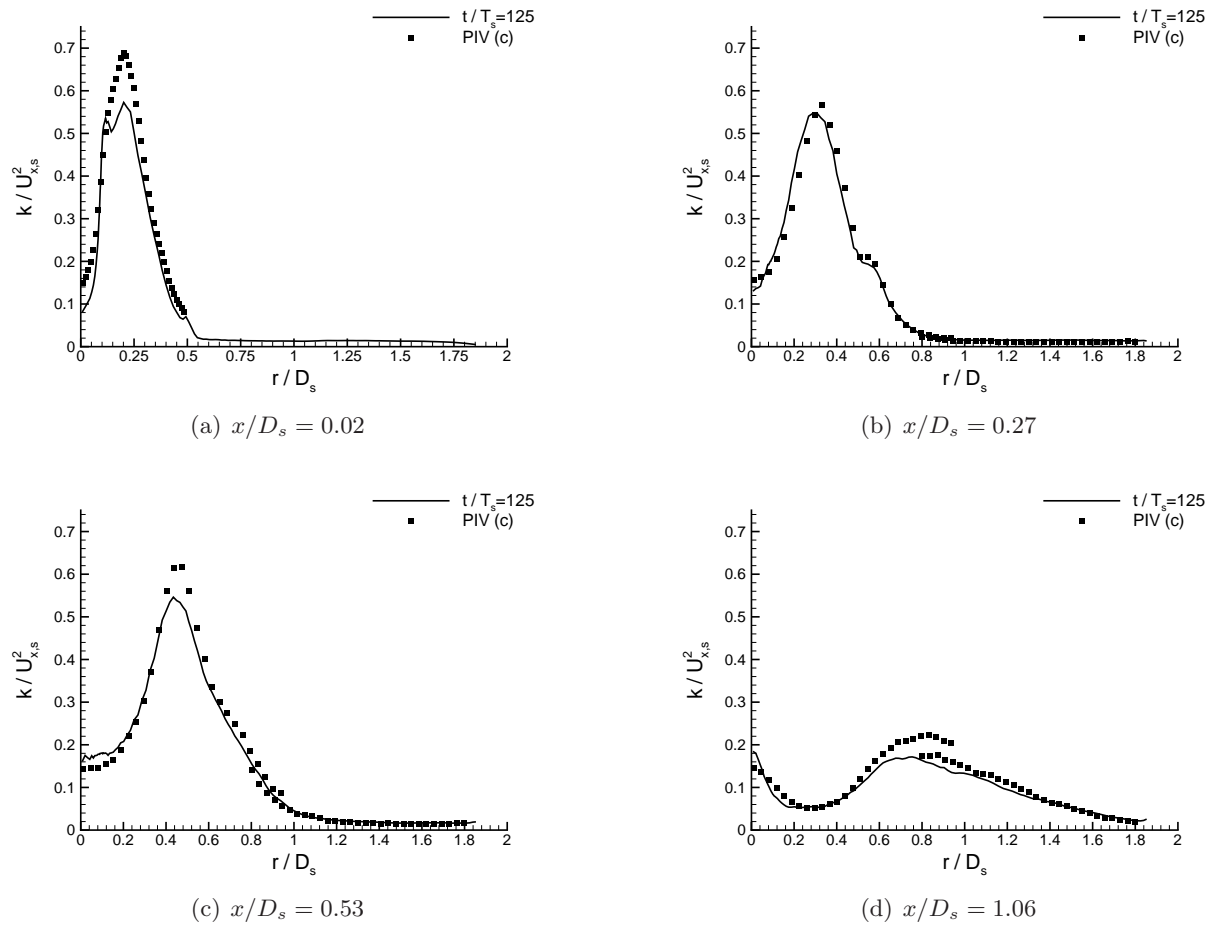 t / T_s=125
PIV (c)
k / U²_{x,s}
0.7
0.6
0.5
0.4
0.3
0.2
0.1
0
0 0.25 0.5 0.75 1 1.25 1.5 1.75 2
r / D_s
(a) x/D_s = 0.02
t / T_s=125
PIV (c)
k / U²_{x,s}
0.7
0.6
0.5
0.4
0.3
0.2
0.1
0
0 0.2 0.4 0.6 0.8 1 1.2 1.4 1.6 1.8 2
r / D_s
(b) x/D_s = 0.27
t / T_s=125
PIV (c)
k / U²_{x,s}
0.7
0.6
0.5
0.4
0.3
0.2
0.1
0
0 0.2 0.4 0.6 0.8 1 1.2 1.4 1.6 1.8 2
r / D_s
(c) x/D_s = 0.53
t / T_s=125
PIV (c)
k / U²_{x,s}
0.7
0.6
0.5
0.4
0.3
0.2
0.1
0
0 0.2 0.4 0.6 0.8 1 1.2 1.4 1.6 1.8 2
r / D_s
(d) x/D_s = 1.06